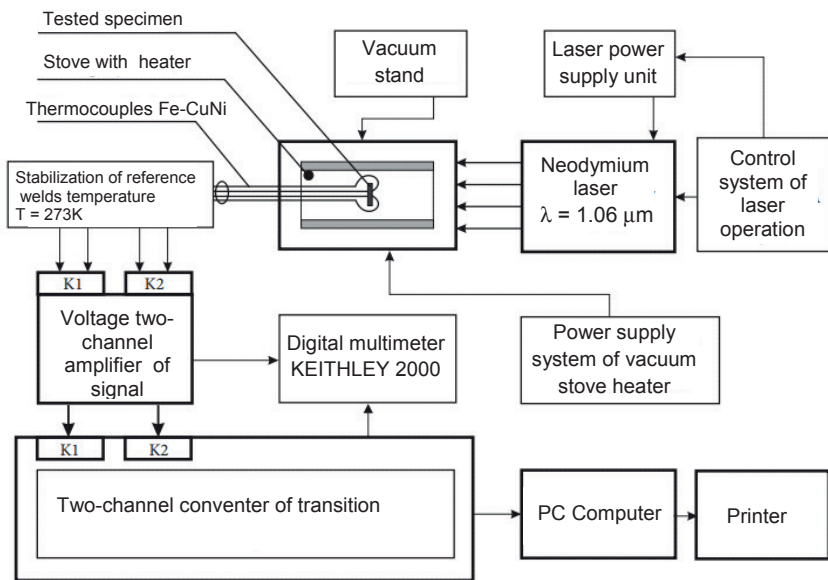 Tested specimen
Stove with heater
Thermocouples Fe-CuNi
Vacuum
stand
Laser power
supply unit
Stabilization of reference
welds temperature
T = 273K
Neodymium
laser
λ = 1.06 μm
Control
system of
laser
operation
K1 K2
Voltage two-
channel
amplifier of
signal
Digital multimeter
KEITHLEY 2000
Power supply
system of vacuum
stove heater
K1 K2
Two-channel conventer of transition
PC Computer
Printer